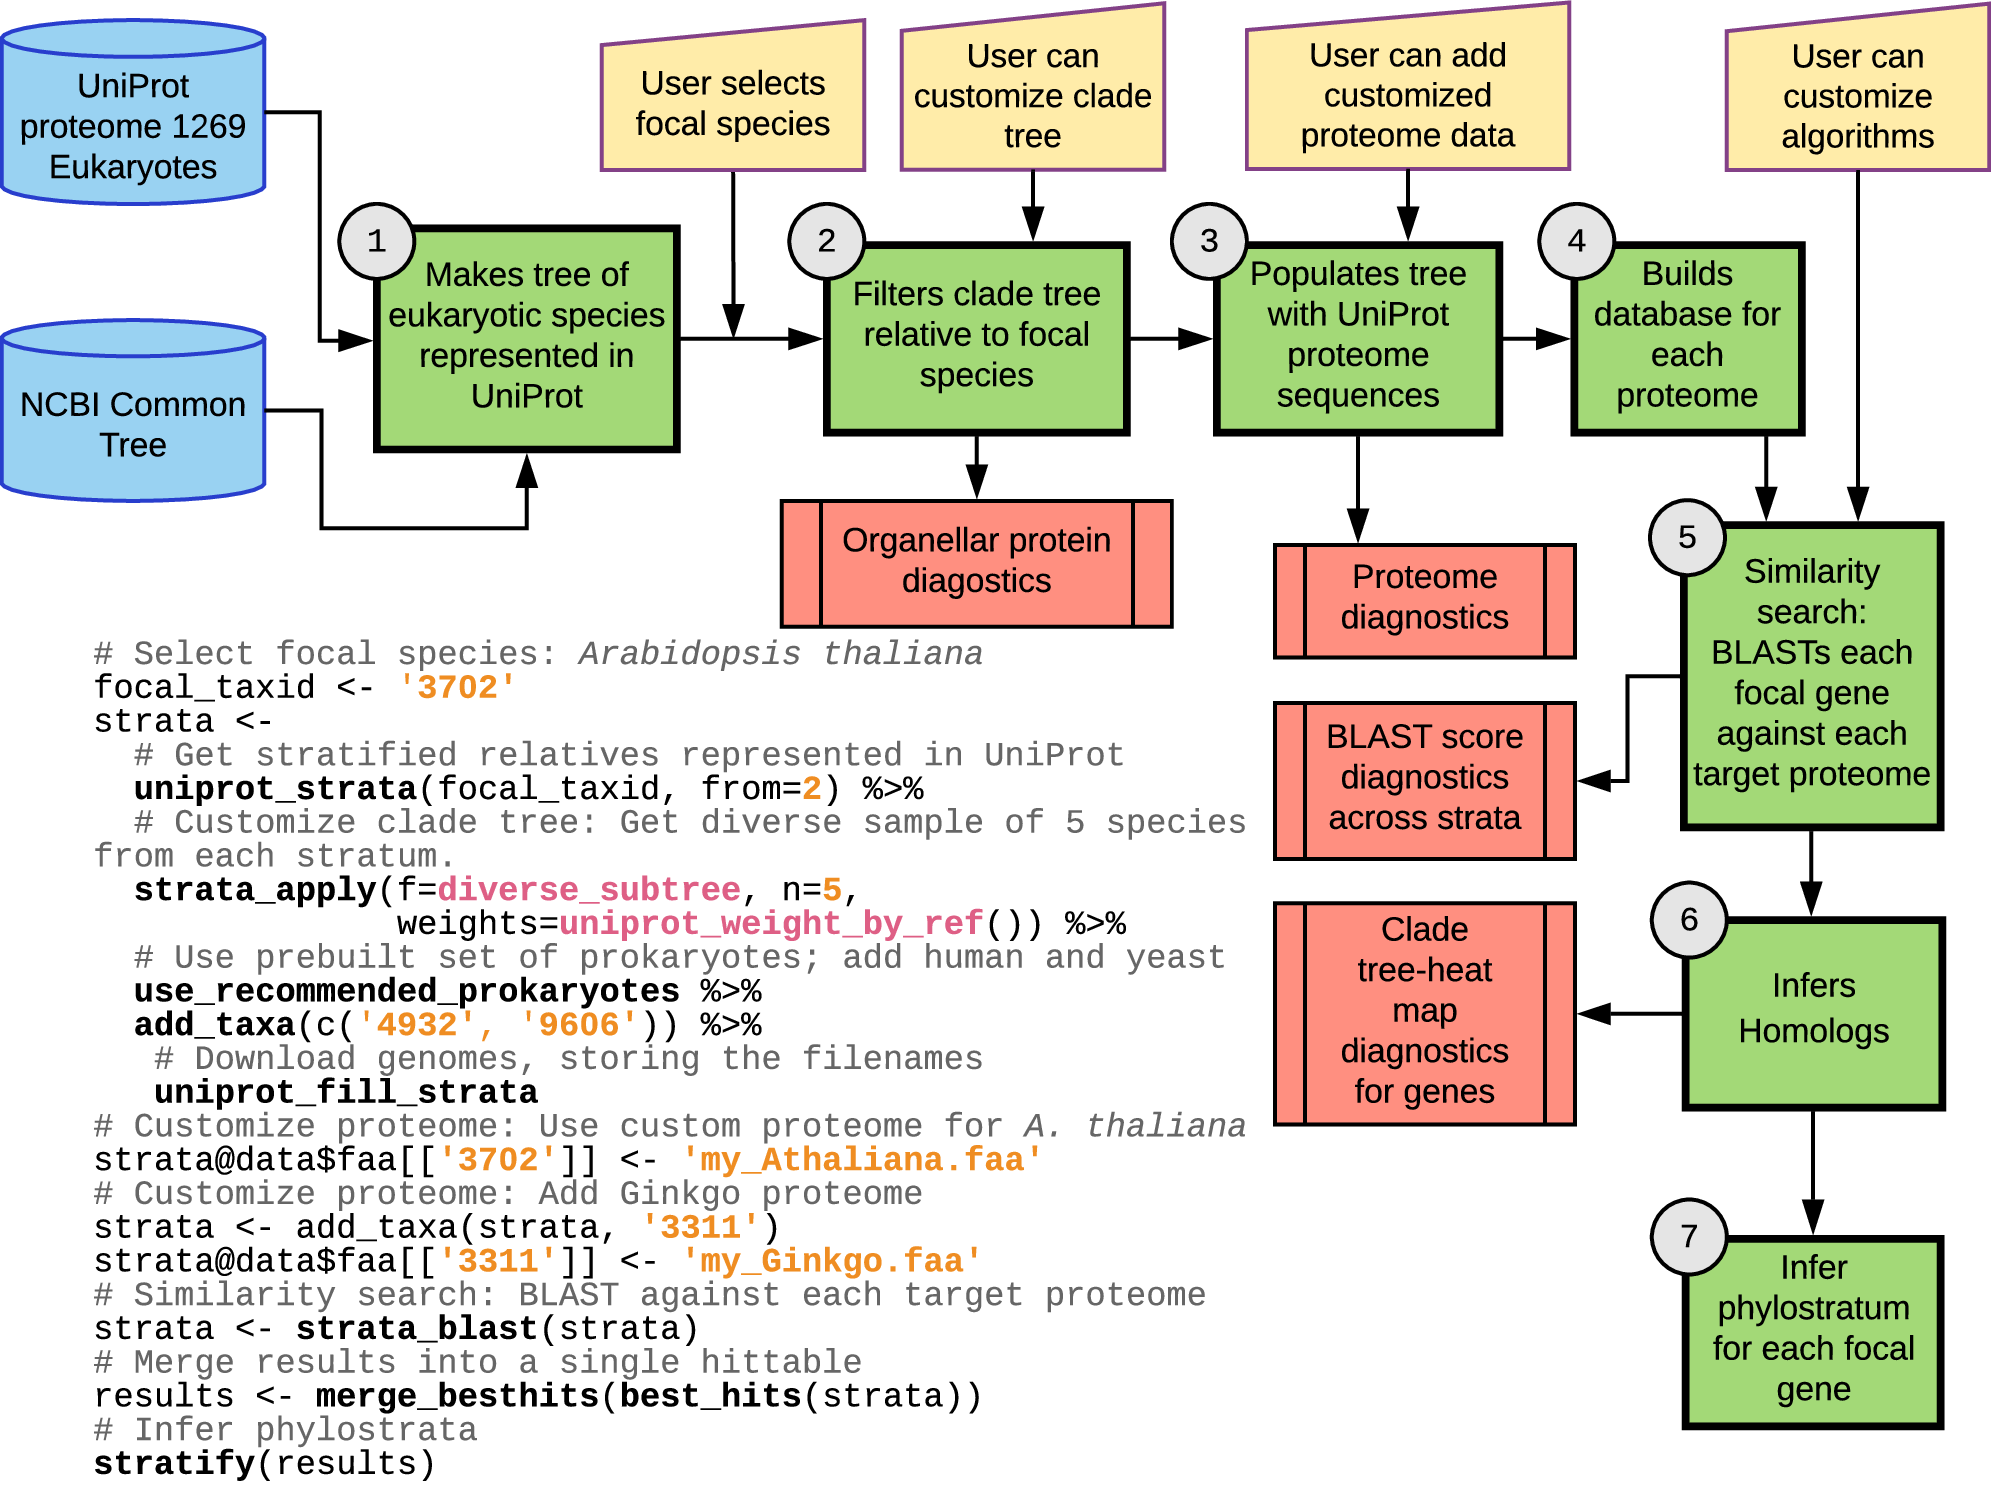 UniProt
proteome 1269
Eukaryotes
NCBI Common
Tree
User selects
focal species
User can
customize clade
tree
User can add
customized
proteome data
User can
customize
algorithms
1
Makes tree of
eukaryotic species
represented in
UniProt
2
Filters clade tree
relative to focal
species
3
Populates tree
with UniProt
proteome
sequences
4
Builds
database for
each
proteome
Organellar protein
diagostics
Proteome
diagnostics
5
Similarity
search:
BLASTs each
focal gene
against each
target proteome
BLAST score
diagnostics
across strata
6
Infers
Homologs
Clade
tree-heat
map
diagnostics
for genes
7
Infer
phylostratum
for each focal
gene
# Select focal species: Arabidopsis thaliana
focal_taxid <- '3702'
strata <-
# Get stratified relatives represented in UniProt
uniprot_strata(focal_taxid, from=2) %>%
# Customize clade tree: Get diverse sample of 5 species
from each stratum.
strata_apply(f=diverse_subtree, n=5,
weights=uniprot_weight_by_ref()) %>%
# Use prebuilt set of prokaryotes; add human and yeast
use_recommended_prokaryotes %>%
add_taxa(c('4932', '9606')) %>%
# Download genomes, storing the filenames
uniprot_fill_strata
# Customize proteome: Use custom proteome for A. thaliana
strata@data$faa[['3702']] <- 'my_Athaliana.faa'
# Customize proteome: Add Ginkgo proteome
strata <- add_taxa(strata, '3311')
strata@data$faa[['3311']] <- 'my_Ginkgo.faa'
# Similarity search: BLAST against each target proteome
strata <- strata_blast(strata)
# Merge results into a single hittable
results <- merge_besthits(best_hits(strata))
# Infer phylostrata
stratify(results)